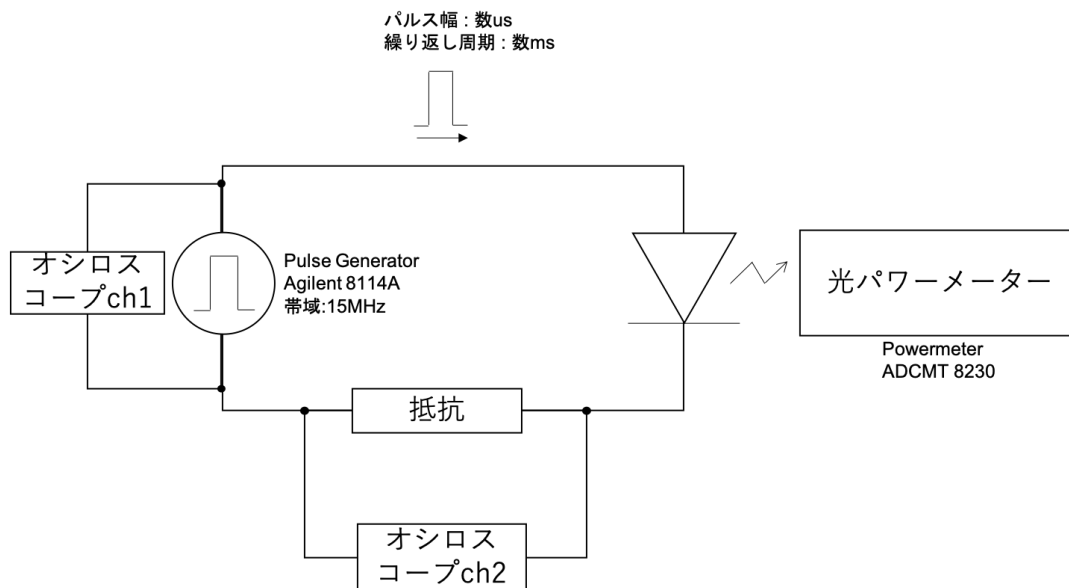 パルス幅 : 数us
繰り返し周期 : 数ms
オシロス
コープch1
Pulse Generator
Agilent 8114A
帯域:15MHz
光パワーメーター
Powermeter
ADCMT 8230
抵抗
オシロス
コープch2